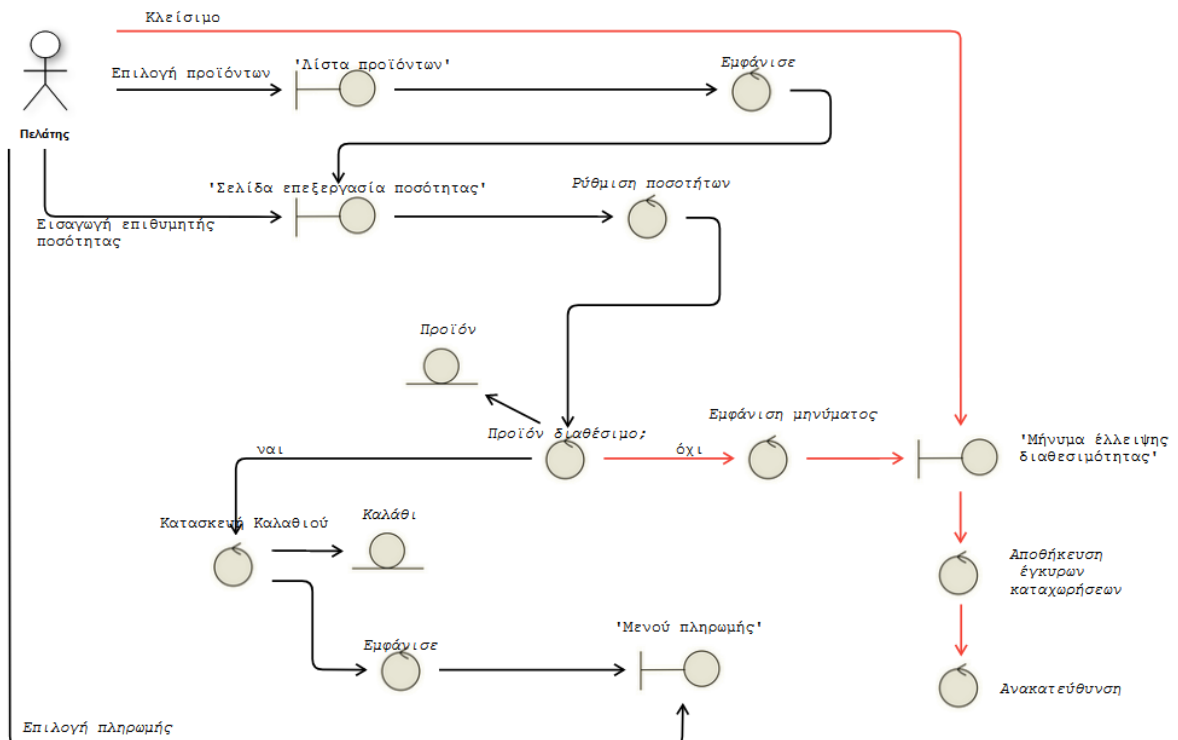 Κλείσιμο
Επιλογή προϊόντων
'Λίστα προϊόντων'
Εμφάνισε
Πελάτης
'Σελίδα επεξεργασία ποσότητας'
Ρύθμιση ποσοτήτων
Εισαγωγή επιθυμητής
ποσότητας
Προϊόν
Προϊόν διαθέσιμο;
Εμφάνιση μηνύματος
ναι
όχι
'Μήνυμα έλλειψης
διαθεσιμότητας'
Κατασκευή Καλαθιού
Καλάθι
Αποθήκευση
έγκυρων
καταχωρήσεων
Εμφάνισε
'Μενού πληρωμής'
Ανακατεύθυνση
Επιλογή πληρωμής